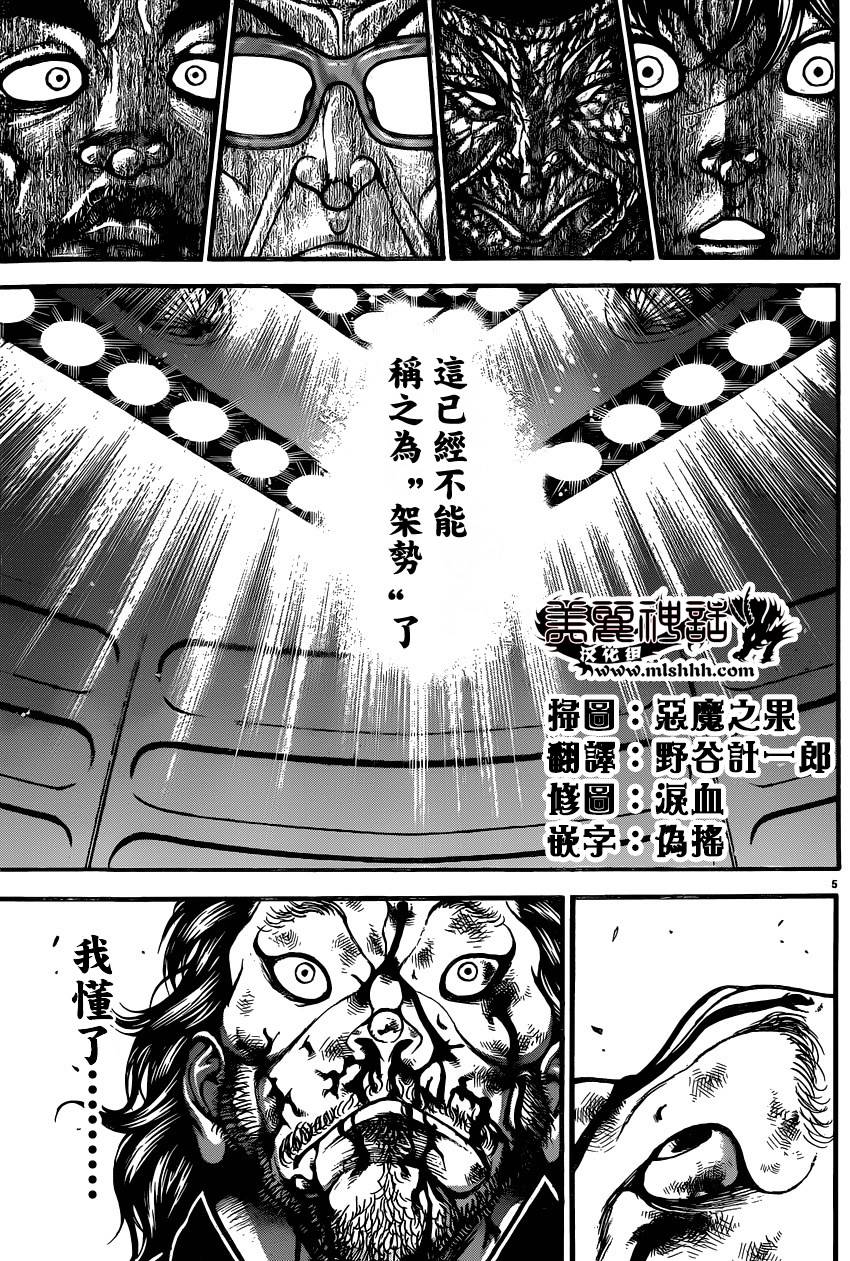 這已經不能
稱之為”架勢“了
美麗神話
汉化组
www.mlshhh.com
掃圖：惡魔之果
翻譯：野谷計一郎
修圖：淚血
嵌字：偽搖
5
我懂了⋯⋯⋯